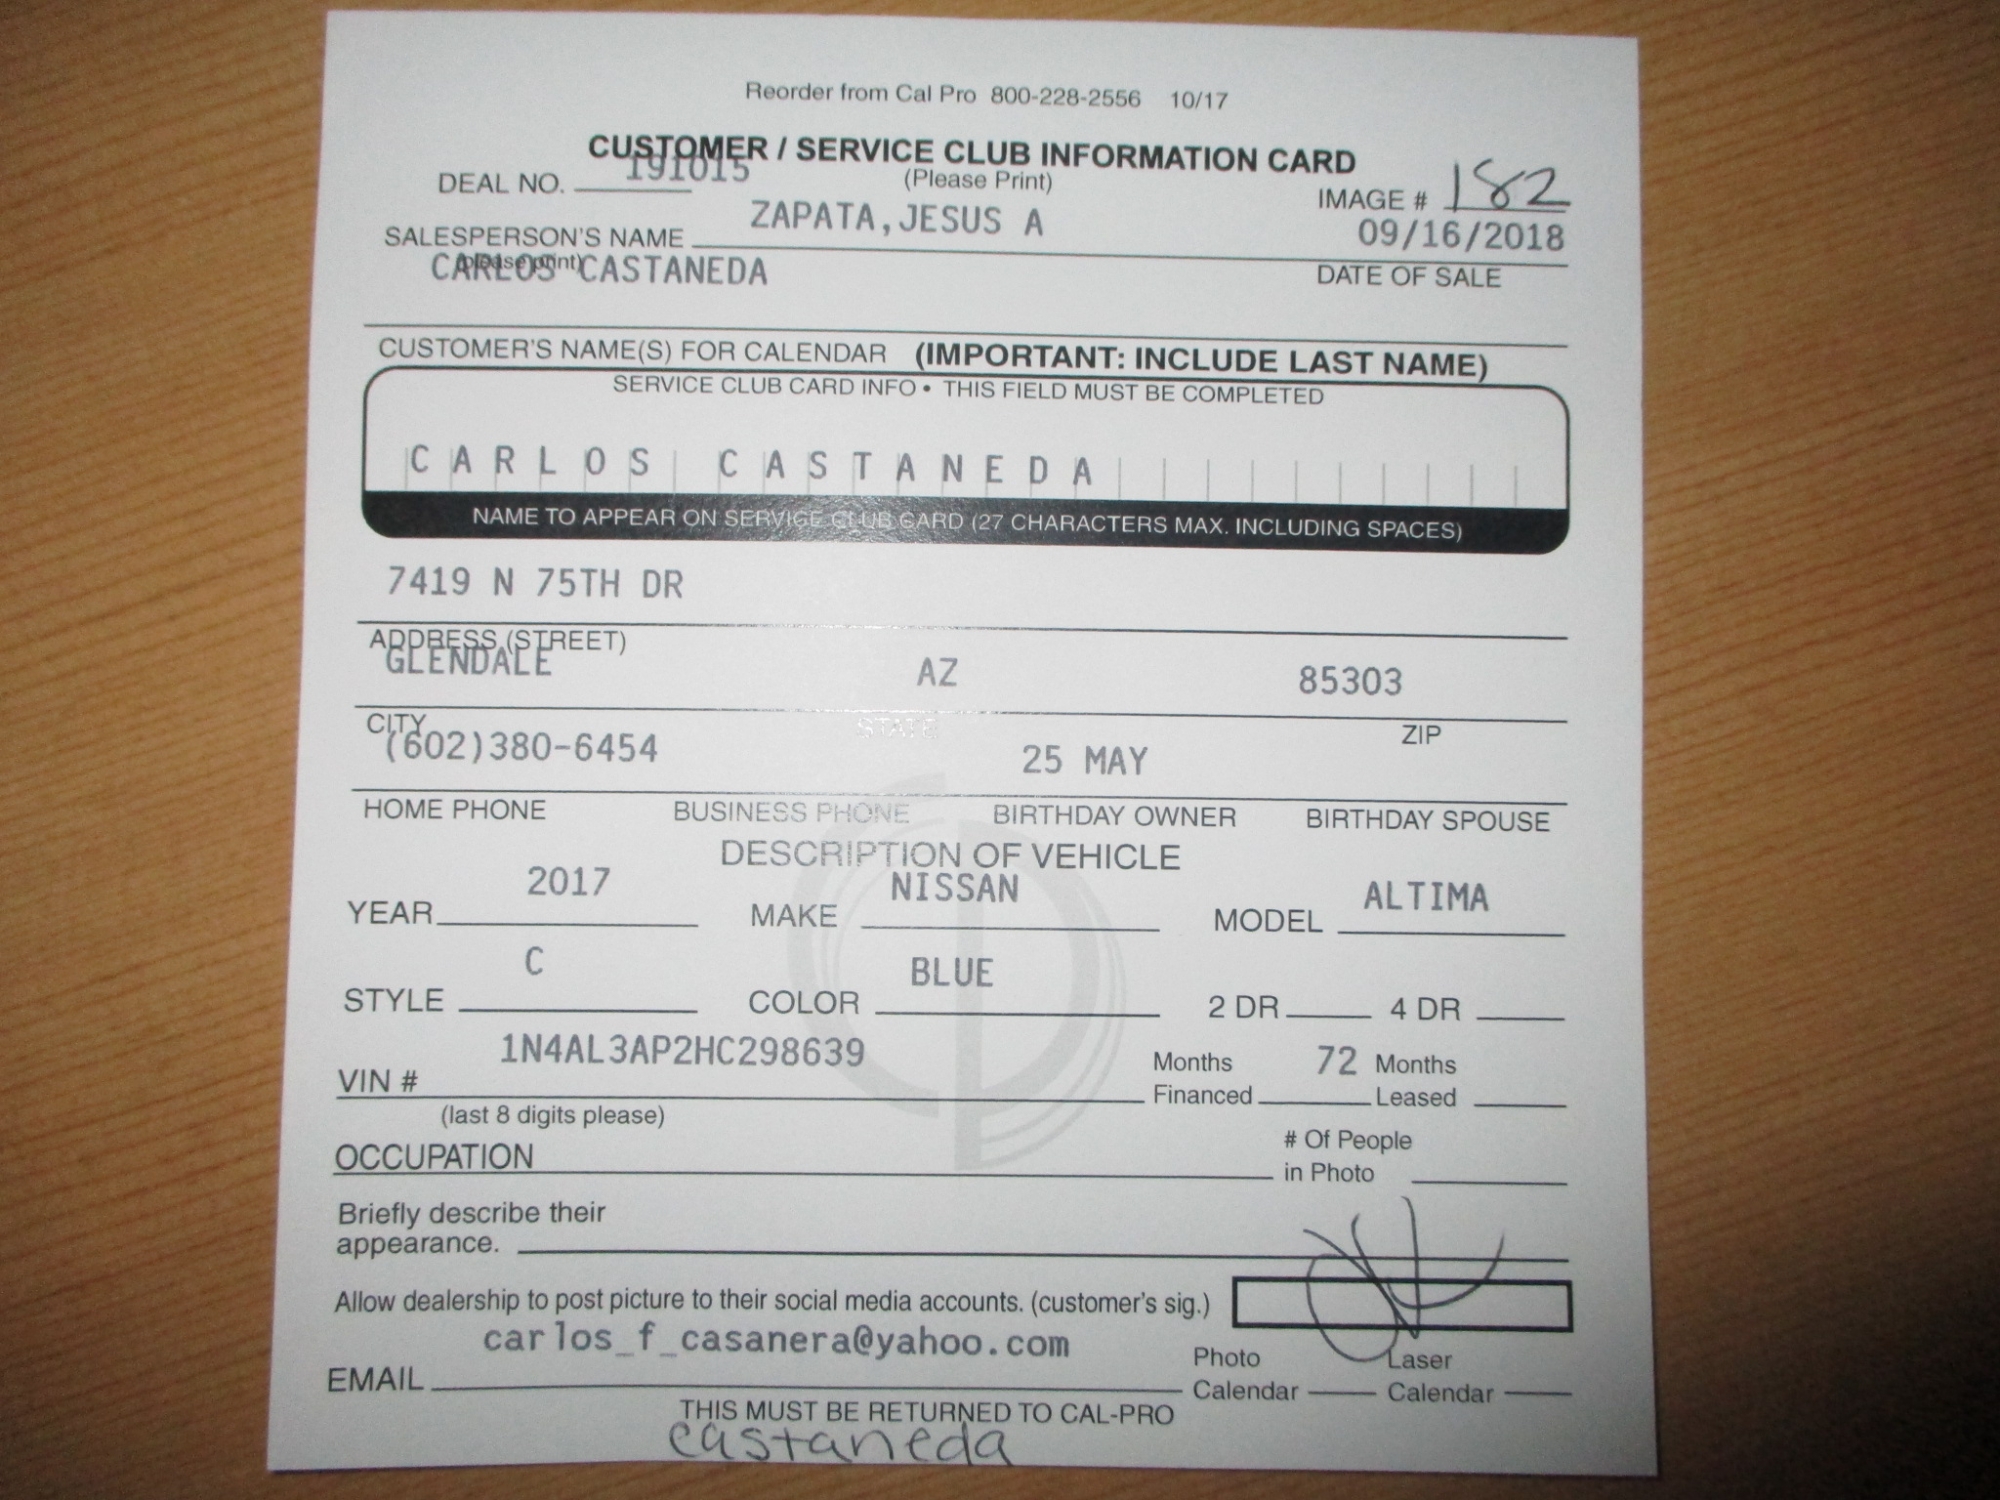 Reorder from Cal Pro 800-228-2556 10/17
CUSTOMER / SERVICE CLUB INFORMATION CARD
DEAL NO. 191015 (Please Print) IMAGE # 182
SALESPERSON'S NAME ZAPATA,JESUS A 09/16/2018
(please print) DATE OF SALE
CARLOS CASTANEDA
CUSTOMER'S NAME(S) FOR CALENDAR (IMPORTANT: INCLUDE LAST NAME)
SERVICE CLUB CARD INFO • THIS FIELD MUST BE COMPLETED
CARLOS CASTANEDA
NAME TO APPEAR ON SERVICE CLUB CARD (27 CHARACTERS MAX. INCLUDING SPACES)
7419 N 75TH DR
ADDRESS (STREET)
GLENDALE AZ 85303
CITY STATE ZIP
(602)380-6454 25 MAY
HOME PHONE BUSINESS PHONE BIRTHDAY OWNER BIRTHDAY SPOUSE
DESCRIPTION OF VEHICLE
YEAR 2017 MAKE NISSAN MODEL ALTIMA
STYLE C COLOR BLUE 2 DR 4 DR
VIN # 1N4AL3AP2HC298639 Months Financed 72 Months Leased
(last 8 digits please)
OCCUPATION # Of People in Photo
Briefly describe their
appearance.
Allow dealership to post picture to their social media accounts. (customer's sig.)
EMAIL carlos_f_casanera@yahoo.com Photo Calendar Laser Calendar
THIS MUST BE RETURNED TO CAL-PRO
castaneda